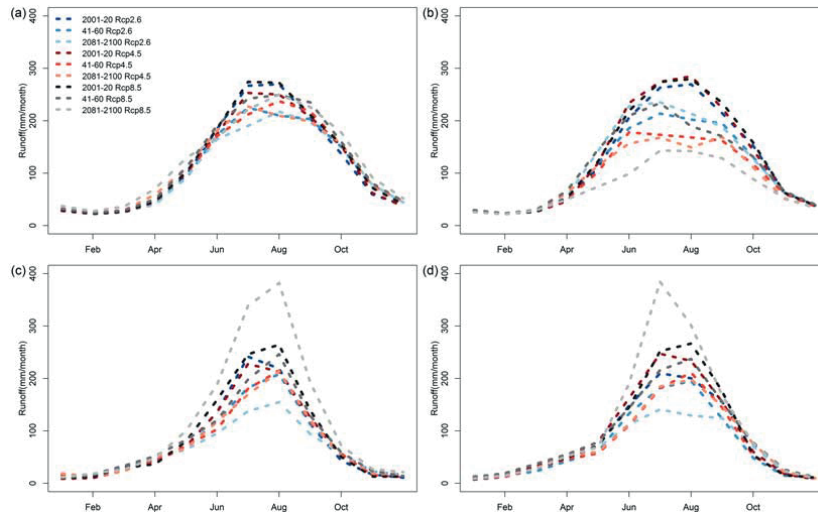 (a)
2001-20 Rcp2.6
41-60 Rcp2.6
2081-2100 Rcp2.6
2001-20 Rcp4.5
41-60 Rcp4.5
2081-2100 Rcp4.5
2001-20 Rcp8.5
41-60 Rcp8.5
2081-2100 Rcp8.5
Runoff(mm/month)
0 100 200 300 400
Feb Apr Jun Aug Oct
(b)
Runoff(mm/month)
0 100 200 300 400
Feb Apr Jun Aug Oct
(c)
Runoff(mm/month)
0 100 200 300 400
Feb Apr Jun Aug Oct
(d)
Runoff(mm/month)
0 100 200 300 400
Feb Apr Jun Aug Oct